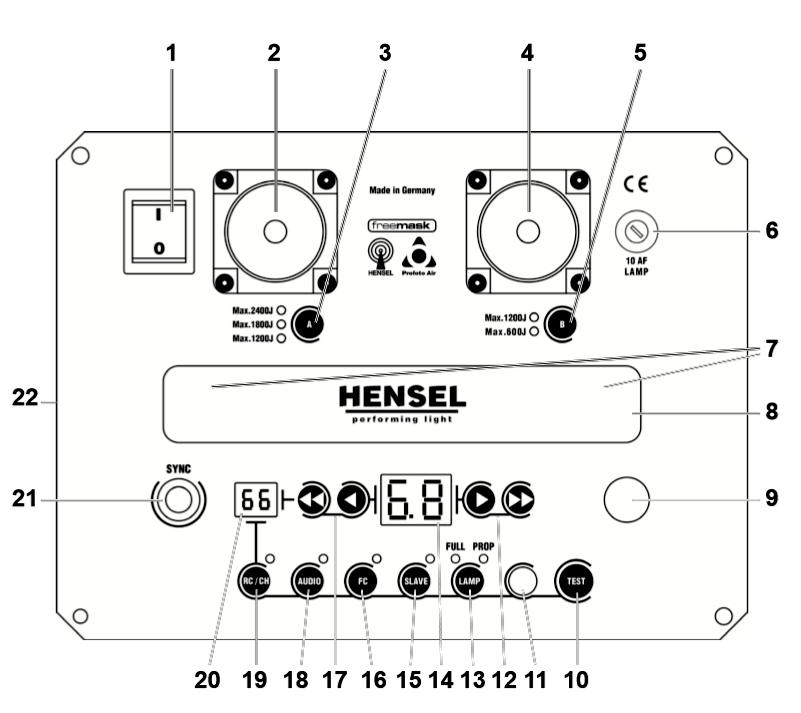 1 2 3 4 5
I
0
Made in Germany
freemask
HENSEL
Profoto Air
CE
6
10 AF
LAMP
Max.2400J
Max.1800J
Max.1200J
A
Max.1200J
Max.600J
B
7
HENSEL
performing light
22
8
SYNC
21
66
6.8
9
FULL PROP
RC/CH
AUDIO
FC
SLAVE
LAMP
TEST
20 19 18 17 16 15 14 13 12 11 10